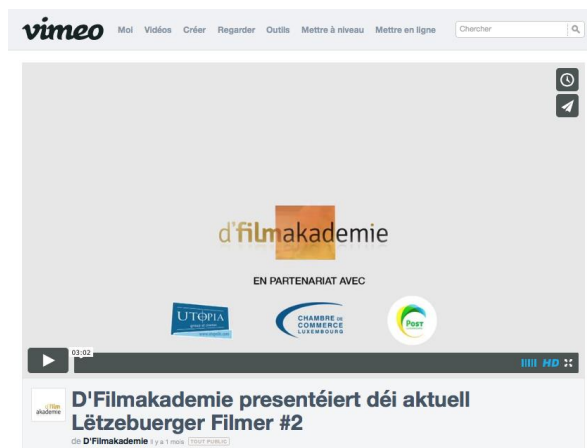 vimeo Moi Vidéos Créer Regarder Outils Mettre à niveau Mettre en ligne Chercher
d'filmakademie
EN PARTENARIAT AVEC
UTOPIA
CHAMBRE DE
COMMERCE
LUXEMBOURG
POST
03:02
HD
d'film
akademie
D'Filmakademie presentéiert déi aktuell
Lëtzebuerger Filmer #2
de D'Filmakademie il y a 1 mois TOUT PUBLIC